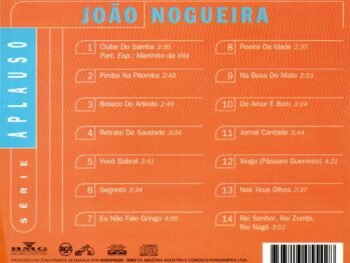 JOÃO NOGUEIRA
SÉRIE APLAUSO
1 Clube Do Samba 3:35
Part. Esp.: Martinho da Vila
2 Pimba Na Pitomba 2:40
3 Boteco Do Arlindo 2:49
4 Retrato De Saudade 3:04
5 Vovó Sobral 2:41
6 Segredo 3:34
7 Eu Não Falo Gringo 4:05
8 Poeira Da Idade 2:37
9 Na Boca Do Mato 2:53
10 De Amor É Bom 3:24
11 Jornal Cantado 2:44
12 Xingu (Pássaro Guerreiro) 4:21
13 Nos Teus Olhos 2:37
14 Rei Senhor, Rei Zumbi,
Rei Nagô 3:53
BMG